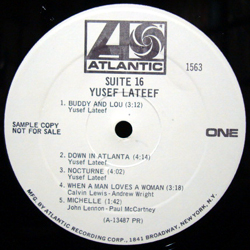 ATLANTIC
SUITE 16
YUSEF LATEEF
1563
1. BUDDY AND LOU (3:12)
Yusef Lateef
SAMPLE COPY
NOT FOR SALE
ONE
2. DOWN IN ATLANTA (4:14)
Yusef Lateef
3. NOCTURNE (4:02)
Yusef Lateef
4. WHEN A MAN LOVES A WOMAN (3:18)
Calvin Lewis - Andrew Wright
5. MICHELLE (1:42)
John Lennon - Paul McCartney
(A-13487 PR)
MFG. BY ATLANTIC RECORDING CORP., 1841 BROADWAY, NEW YORK, N.Y.